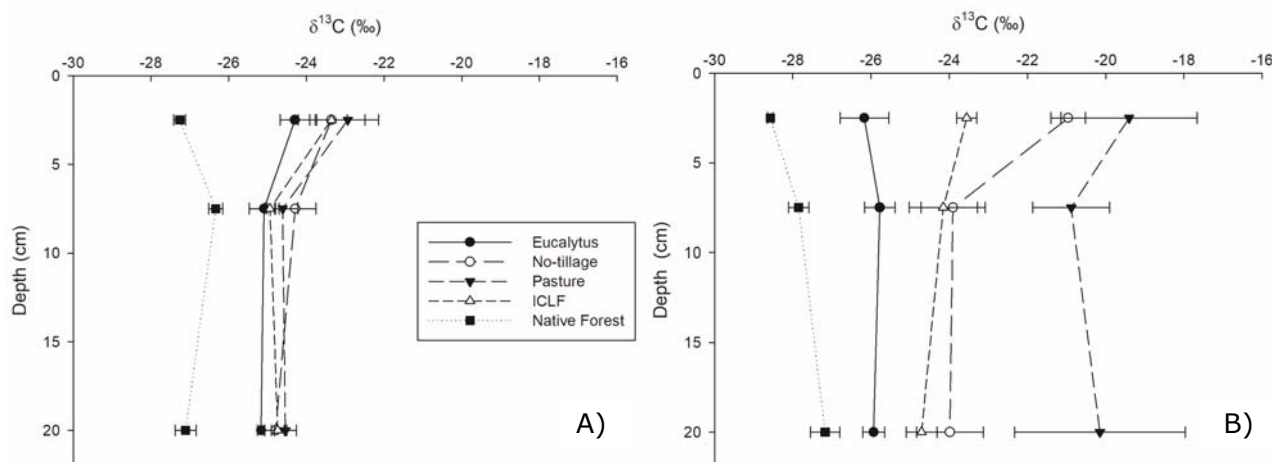 δ¹³C (‰)
-30 -28 -26 -24 -22 -20 -18 -16
0
5
10
15
20
Depth (cm)
Eucalytus
No-tillage
Pasture
ICLF
Native Forest
A)
δ¹³C (‰)
-30 -28 -26 -24 -22 -20 -18 -16
0
5
10
15
20
Depth (cm)
B)